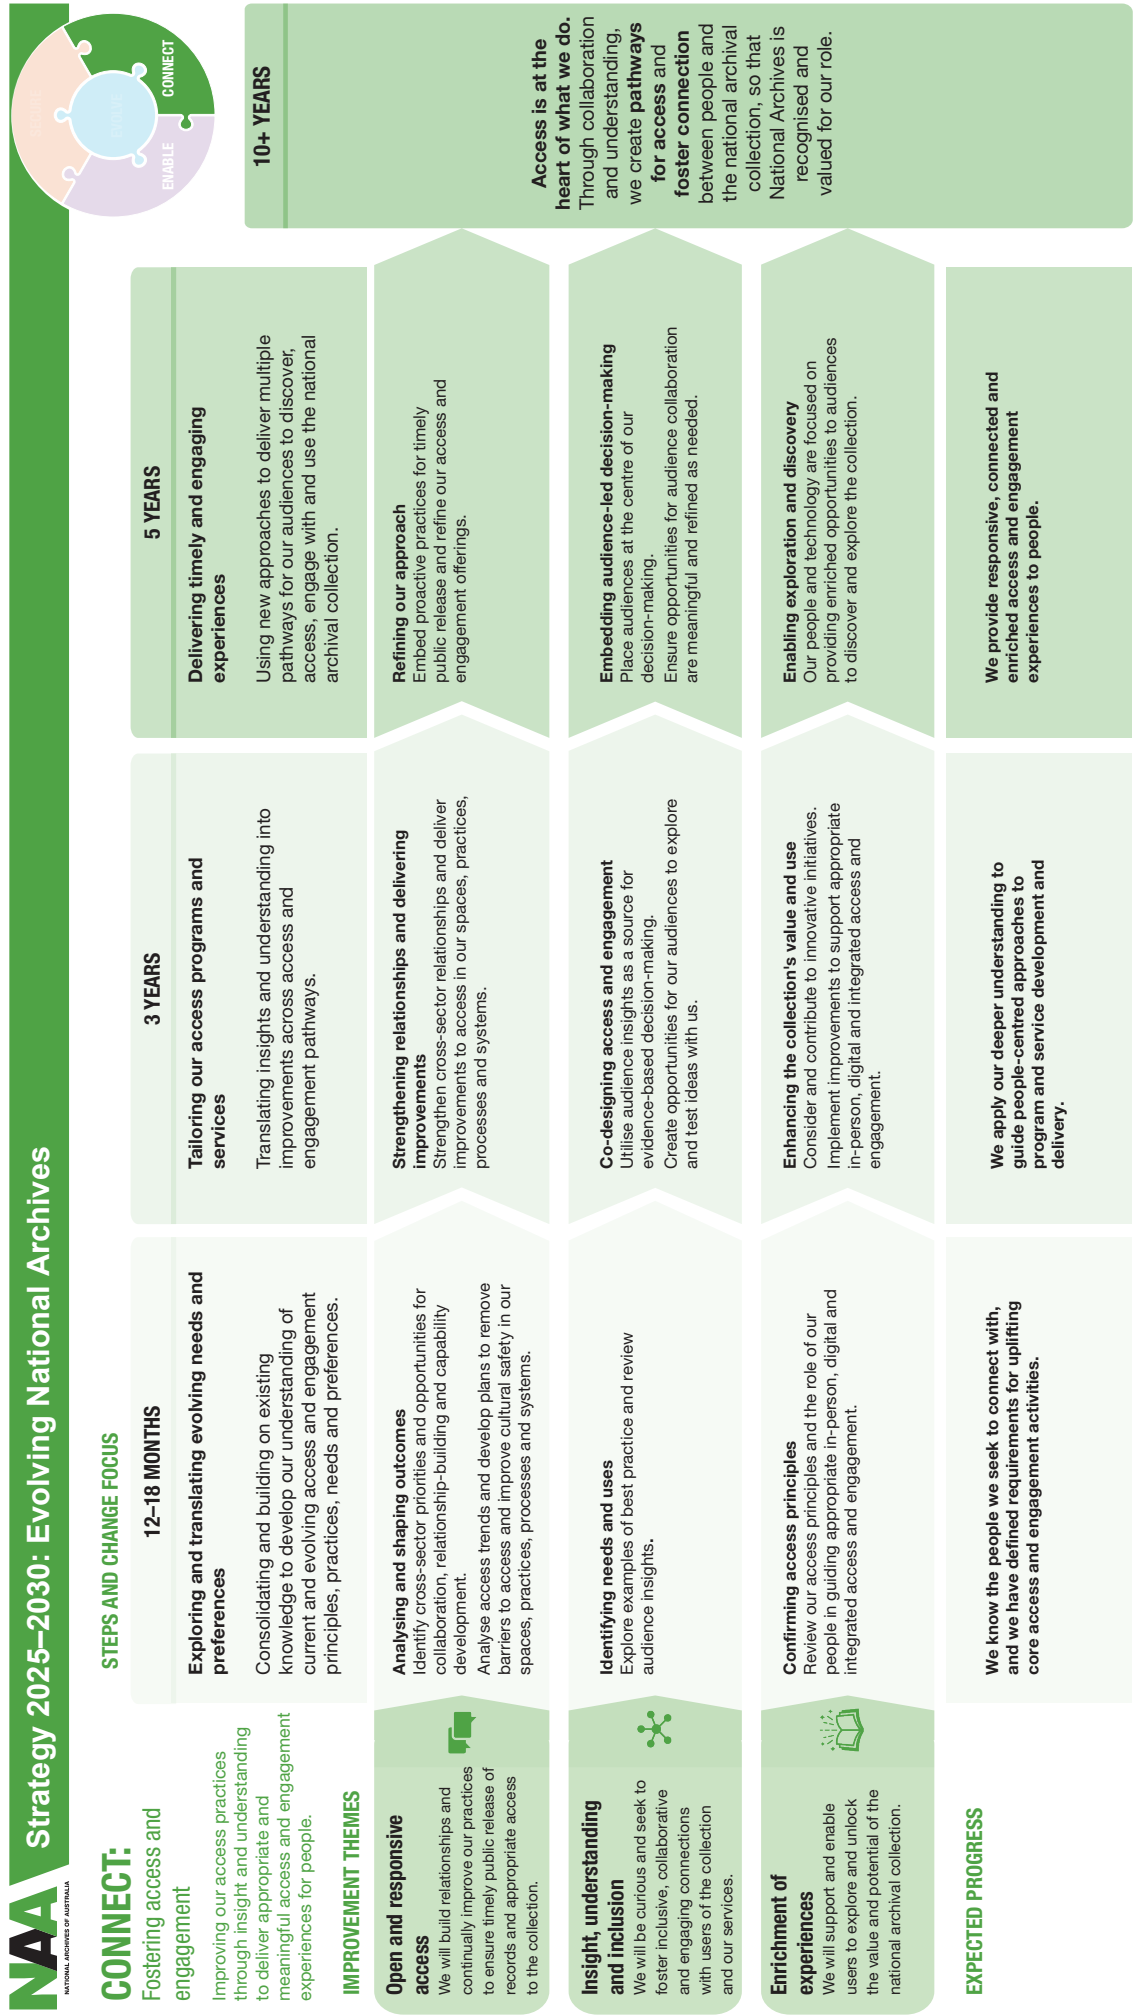 NAA
NATIONAL ARCHIVES OF AUSTRALIA
Strategy 2025–2030: Evolving National Archives
ENABLE
CONNECT
CONNECT:
Fostering access and
engagement
Improving our access practices
through insight and understanding
to deliver appropriate and
meaningful access and engagement
experiences for people.
STEPS AND CHANGE FOCUS
12–18 MONTHS
Exploring and translating evolving needs and
preferences
Consolidating and building on existing
knowledge to develop our understanding of
current and evolving access and engagement
principles, practices, needs and preferences.
3 YEARS
Tailoring our access programs and
services
Translating insights and understanding into
improvements across access and
engagement pathways.
5 YEARS
Delivering timely and engaging
experiences
Using new approaches to deliver multiple
pathways for our audiences to discover,
access, engage with and use the national
archival collection.
10+ YEARS
Access is at the
heart of what we do.
Through collaboration
and understanding,
we create pathways
for access and
foster connection
between people and
the national archival
collection, so that
National Archives is
recognised and
valued for our role.
IMPROVEMENT THEMES
Open and responsive
access
We will build relationships and
continually improve our practices
to ensure timely public release of
records and appropriate access
to the collection.
Analysing and shaping outcomes
Identify cross-sector priorities and opportunities for
collaboration, relationship-building and capability
development.
Analyse access trends and develop plans to remove
barriers to access and improve cultural safety in our
spaces, practices, processes and systems.
Strengthening relationships and delivering
improvements
Strengthen cross-sector relationships and deliver
improvements to access in our spaces, practices,
processes and systems.
Refining our approach
Embed proactive practices for timely
public release and refine our access and
engagement offerings.
Insight, understanding
and inclusion
We will be curious and seek to
foster inclusive, collaborative
and engaging connections
with users of the collection
and our services.
Identifying needs and uses
Explore examples of best practice and review
audience insights.
Co-designing access and engagement
Utilise audience insights as a source for
evidence-based decision-making.
Create opportunities for our audiences to explore
and test ideas with us.
Embedding audience-led decision-making
Place audiences at the centre of our
decision-making.
Ensure opportunities for audience collaboration
are meaningful and refined as needed.
Enrichment of
experiences
We will support and enable
users to explore and unlock
the value and potential of the
national archival collection.
Confirming access principles
Review our access principles and the role of our
people in guiding appropriate in-person, digital and
integrated access and engagement.
Enhancing the collection's value and use
Consider and contribute to innovative initiatives.
Implement improvements to support appropriate
in-person, digital and integrated access and
engagement.
Enabling exploration and discovery
Our people and technology are focused on
providing enriched opportunities to audiences
to discover and explore the collection.
EXPECTED PROGRESS
We know the people we seek to connect with,
and we have defined requirements for uplifting
core access and engagement activities.
We apply our deeper understanding to
guide people-centred approaches to
program and service development and
delivery.
We provide responsive, connected and
enriched access and engagement
experiences to people.